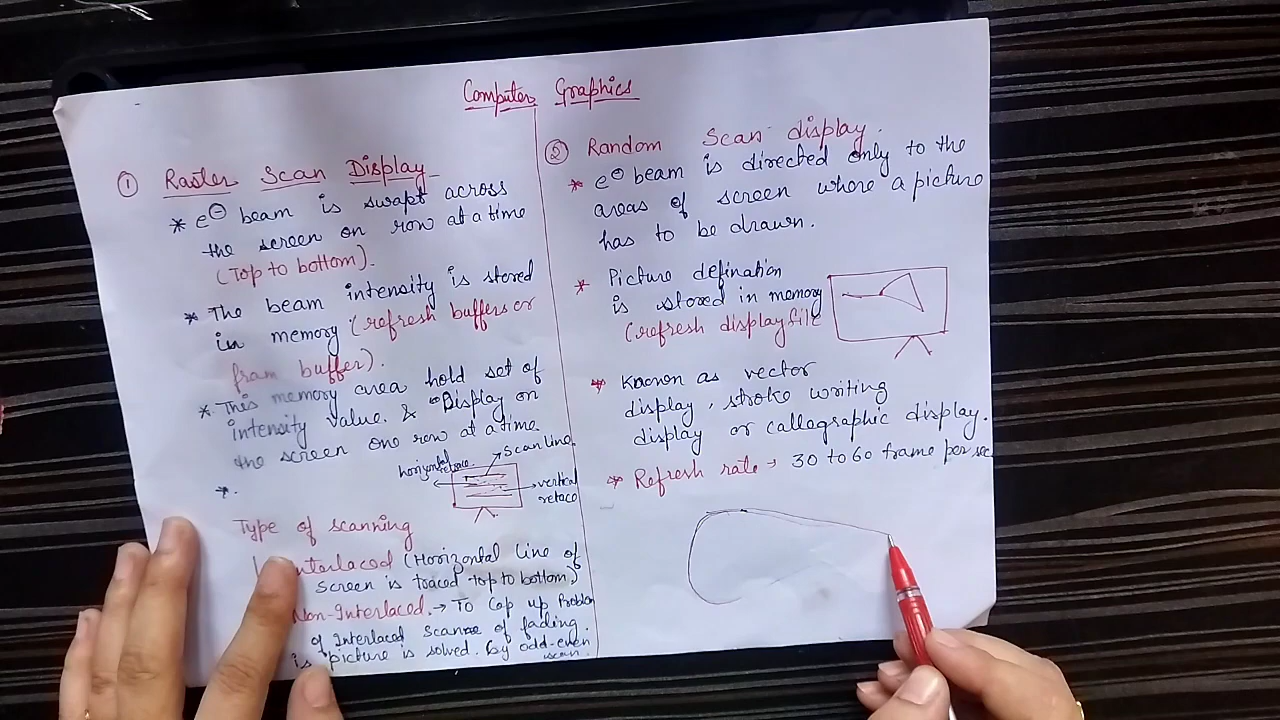 Computer Graphics
① Raster Scan Display
* e⊖ beam is swapt across
the screen on row at a time
(Top to bottom).
* The beam intensity is stored
in memory (refresh buffers or
fram buffer).
* This memory area hold set of
intensity value. & Display on
the screen one row at a time.
scan line
horizontal retrace
vertical
retace
*.
Type of scanning
Interlaced (Horizontal line of
screen is traced top to bottom)
Non-Interlaced. → To Cop up Problem
of Interlaced Scan of fading.
is picture is solved. By odd-even
scan.
② Random Scan display.
* e⊖ beam is directed only to the
areas of screen where a picture
has to be drawn.
* Picture defination
is stored in memory
(refresh display file
* Known as vector
display, stroke writing
display or callographic display.
* Refresh rate → 30 to 60 frame per sec